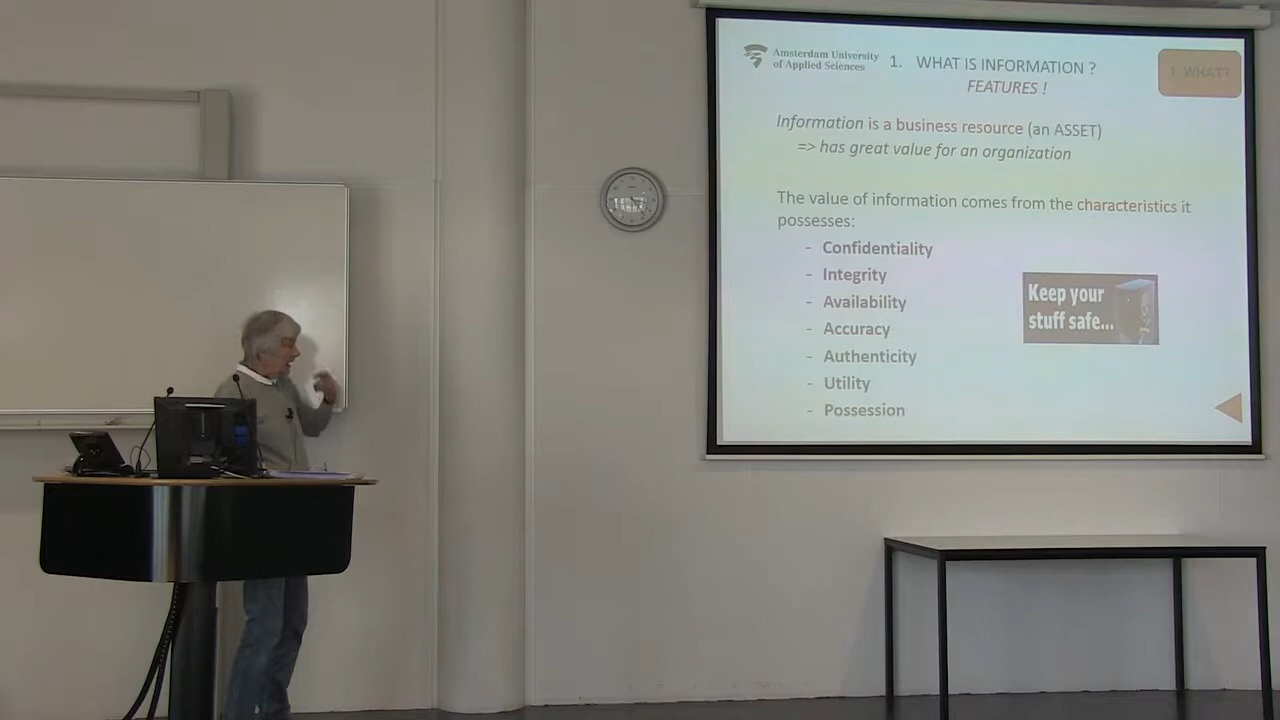 Amsterdam University
of Applied Sciences
1. WHAT IS INFORMATION ?
FEATURES !
1. WHAT?
Information is a business resource (an ASSET)
=> has great value for an organization
The value of information comes from the characteristics it
possesses:
- Confidentiality
- Integrity
- Availability
- Accuracy
- Authenticity
- Utility
- Possession
Keep your
stuff safe...